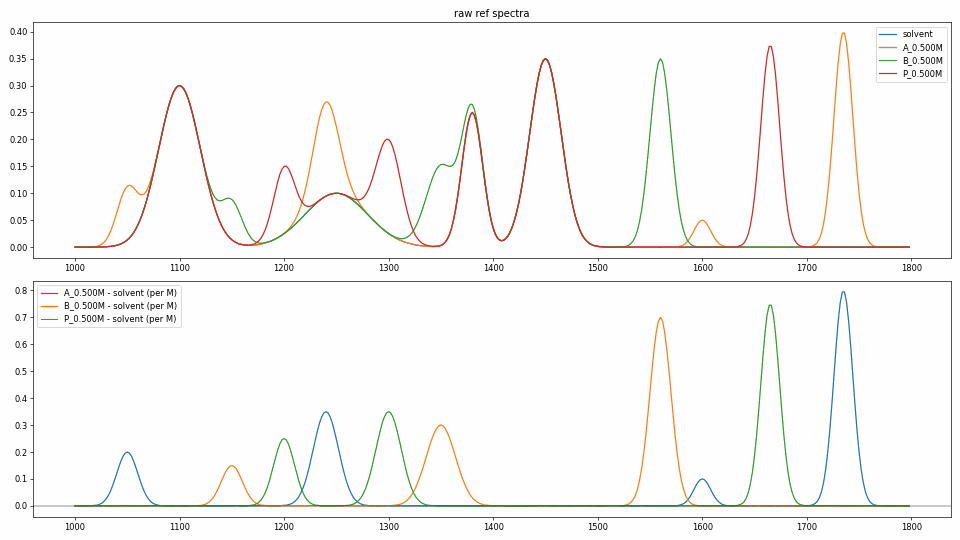 raw ref spectra
0.40
0.35
0.30
0.25
0.20
0.15
0.10
0.05
0.00
solvent
A_0.500M
B_0.500M
P_0.500M
1000 1100 1200 1300 1400 1500 1600 1700 1800
0.8
0.7
0.6
0.5
0.4
0.3
0.2
0.1
0.0
A_0.500M - solvent (per M)
B_0.500M - solvent (per M)
P_0.500M - solvent (per M)
1000 1100 1200 1300 1400 1500 1600 1700 1800